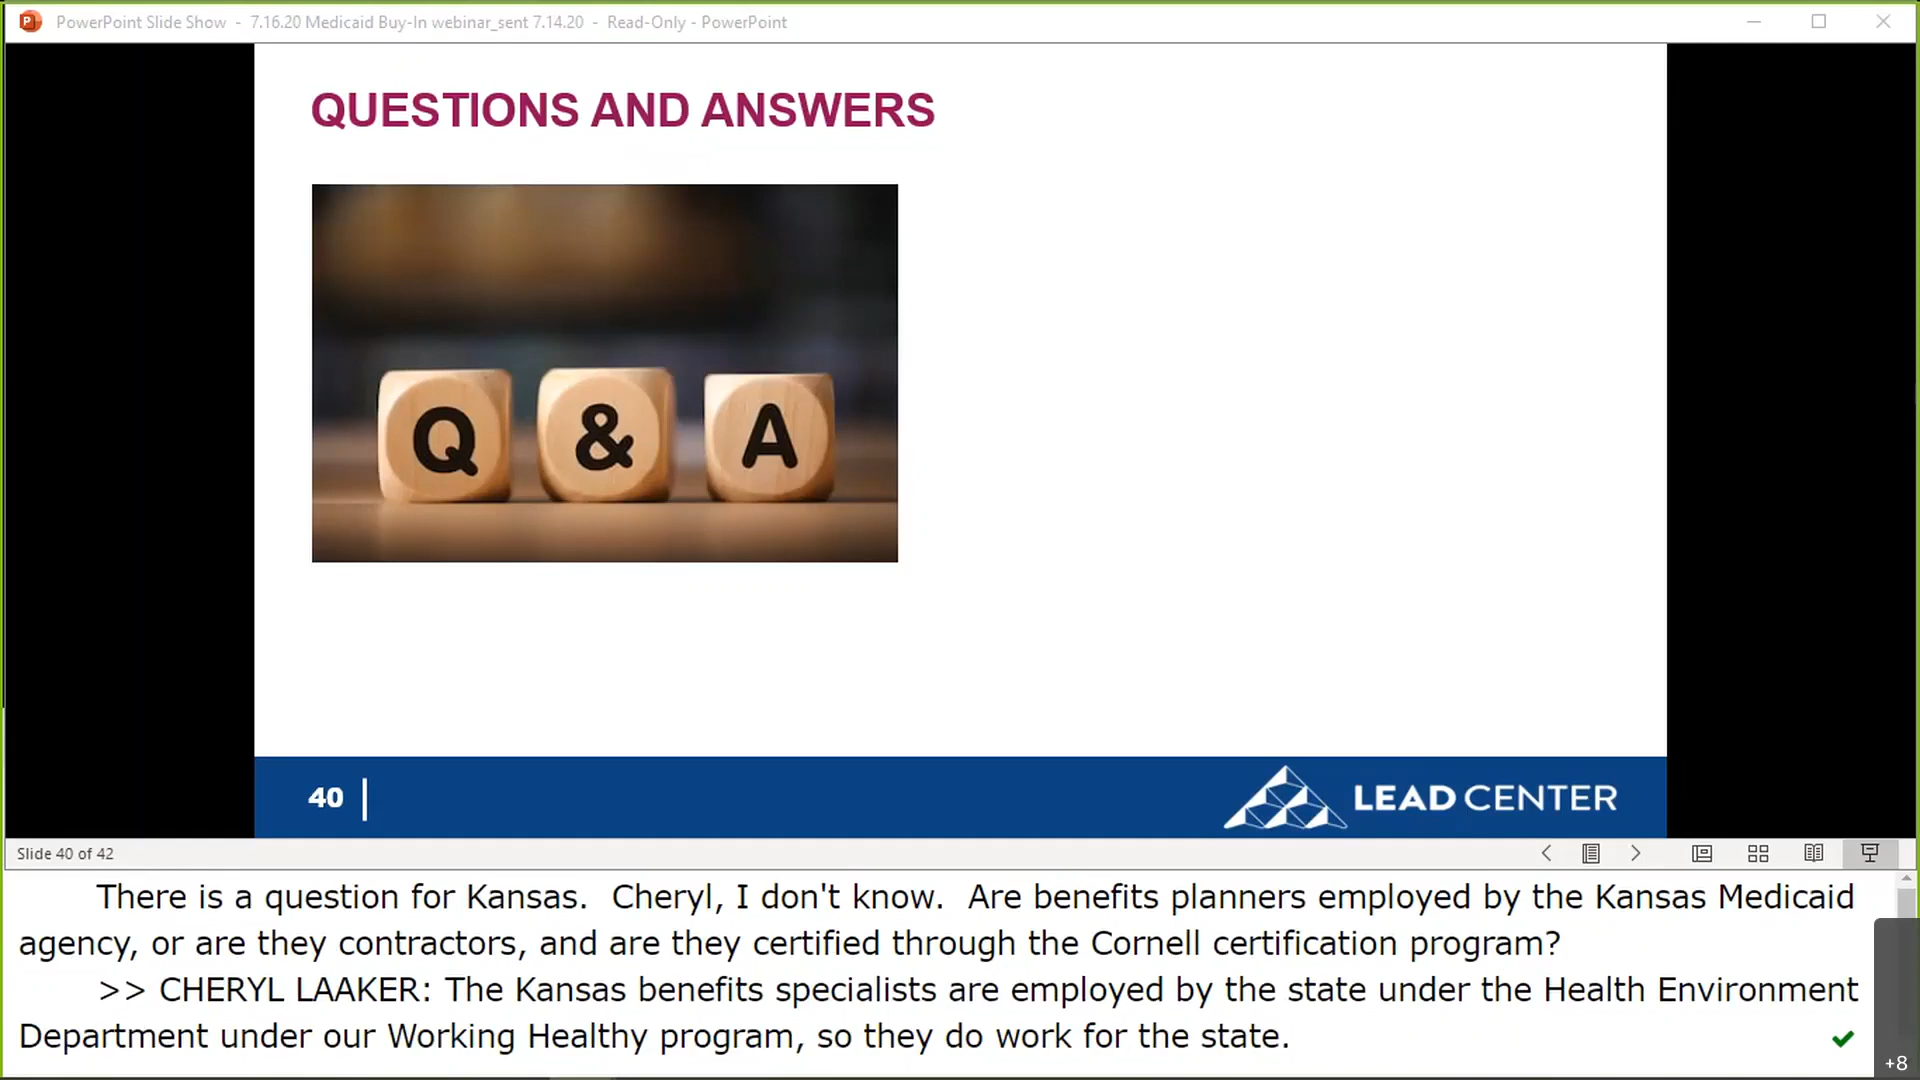 PowerPoint Slide Show - 7.16.20 Medicaid Buy-In webinar_sent 7.14.20 - Read-Only - PowerPoint
QUESTIONS AND ANSWERS
Q & A
40
LEAD CENTER
Slide 40 of 42
There is a question for Kansas. Cheryl, I don't know. Are benefits planners employed by the Kansas Medicaid
agency, or are they contractors, and are they certified through the Cornell certification program?
>> CHERYL LAAKER: The Kansas benefits specialists are employed by the state under the Health Environment
Department under our Working Healthy program, so they do work for the state.
+8